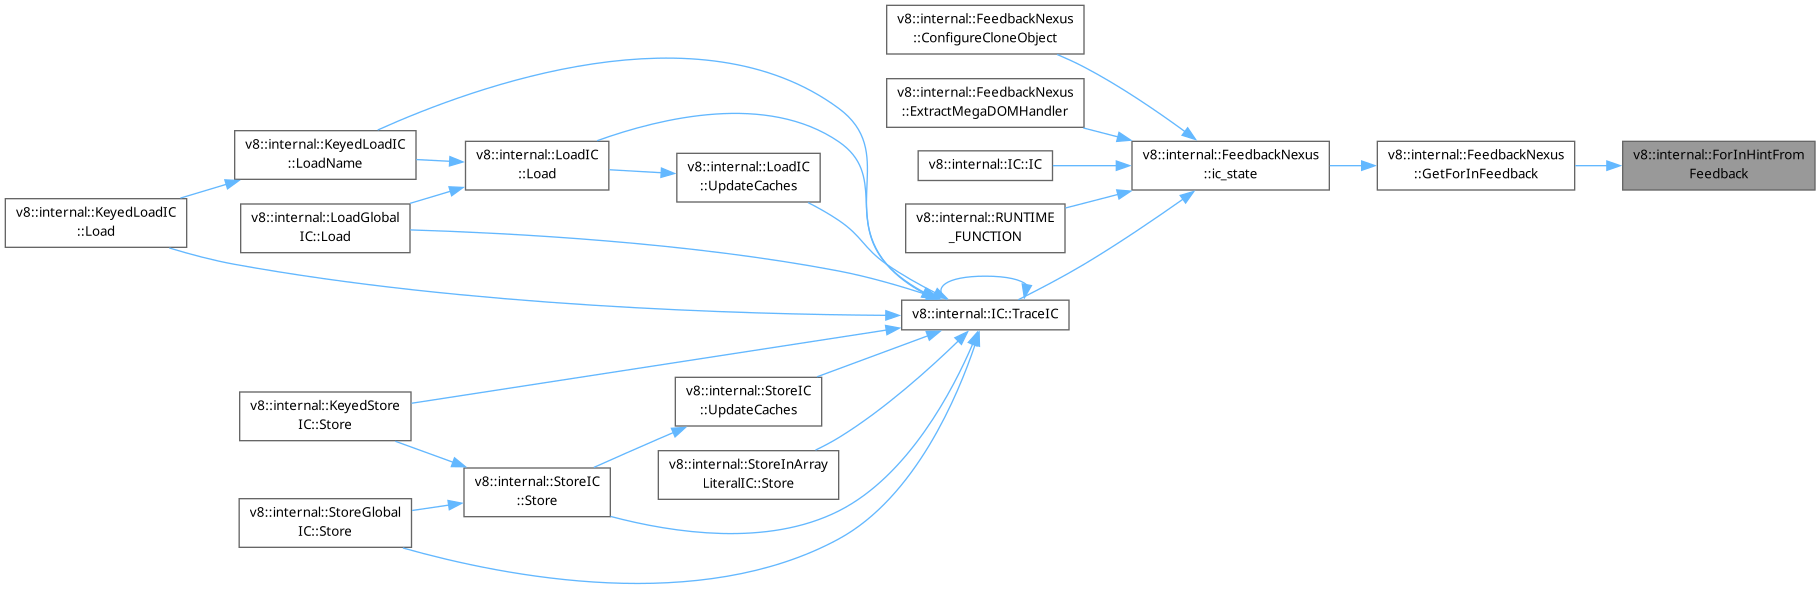 v8::internal::FeedbackNexus
::ConfigureCloneObject
v8::internal::FeedbackNexus
::ExtractMegaDOMHandler
v8::internal::IC::IC
v8::internal::RUNTIME
_FUNCTION
v8::internal::FeedbackNexus
::ic_state
v8::internal::FeedbackNexus
::GetForInFeedback
v8::internal::ForInHintFrom
Feedback
v8::internal::KeyedLoadIC
::LoadName
v8::internal::LoadIC
::Load
v8::internal::LoadIC
::UpdateCaches
v8::internal::KeyedLoadIC
::Load
v8::internal::LoadGlobal
IC::Load
v8::internal::IC::TraceIC
v8::internal::KeyedStore
IC::Store
v8::internal::StoreIC
::UpdateCaches
v8::internal::StoreInArray
LiteralIC::Store
v8::internal::StoreIC
::Store
v8::internal::StoreGlobal
IC::Store